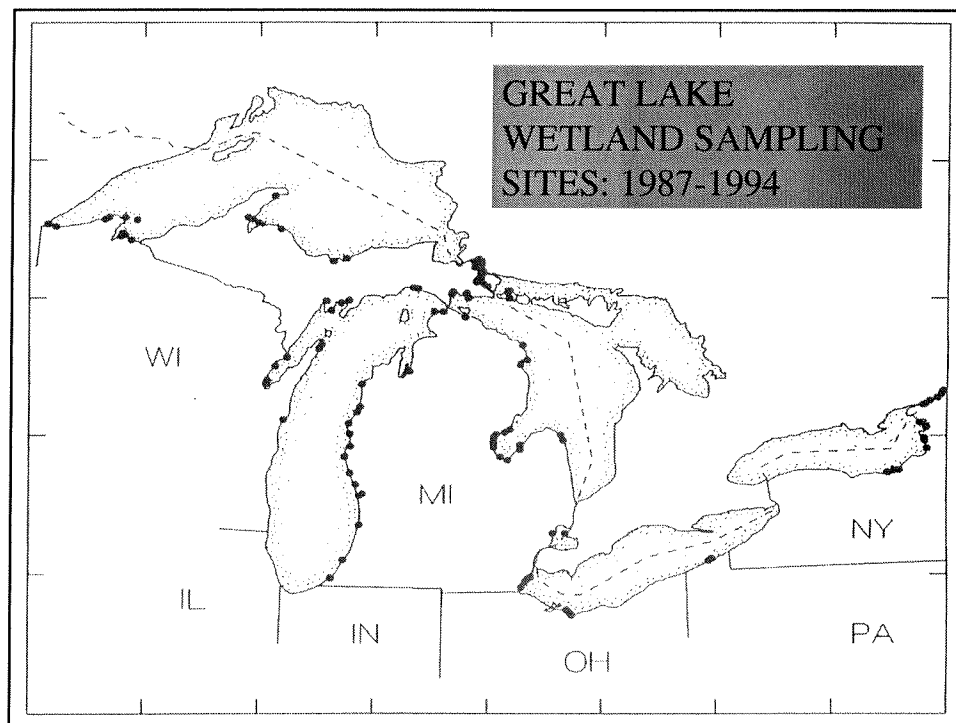 GREAT LAKE
WETLAND SAMPLING
SITES: 1987-1994
WI
MI
NY
IL
IN
OH
PA